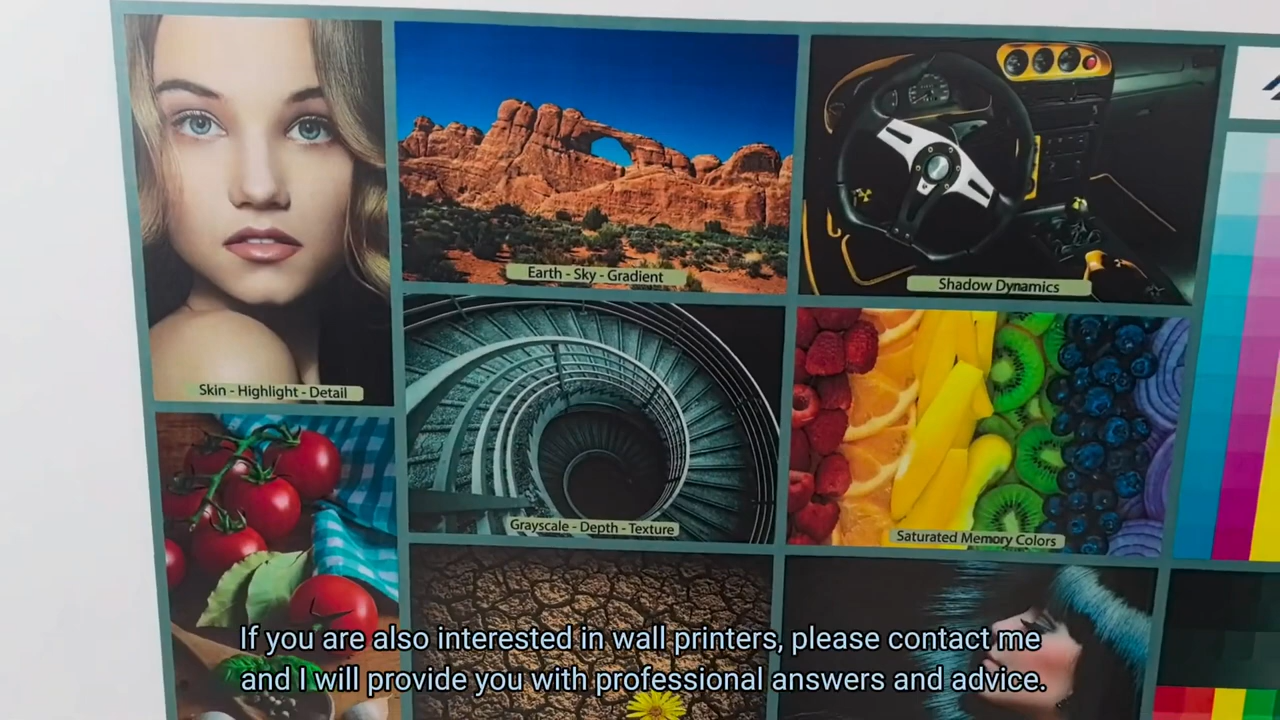 Earth - Sky - Gradient
Shadow Dynamics
Skin - Highlight - Detail
Grayscale - Depth - Texture
Saturated Memory Colors
If you are also interested in wall printers, please contact me
and I will provide you with professional answers and advice.